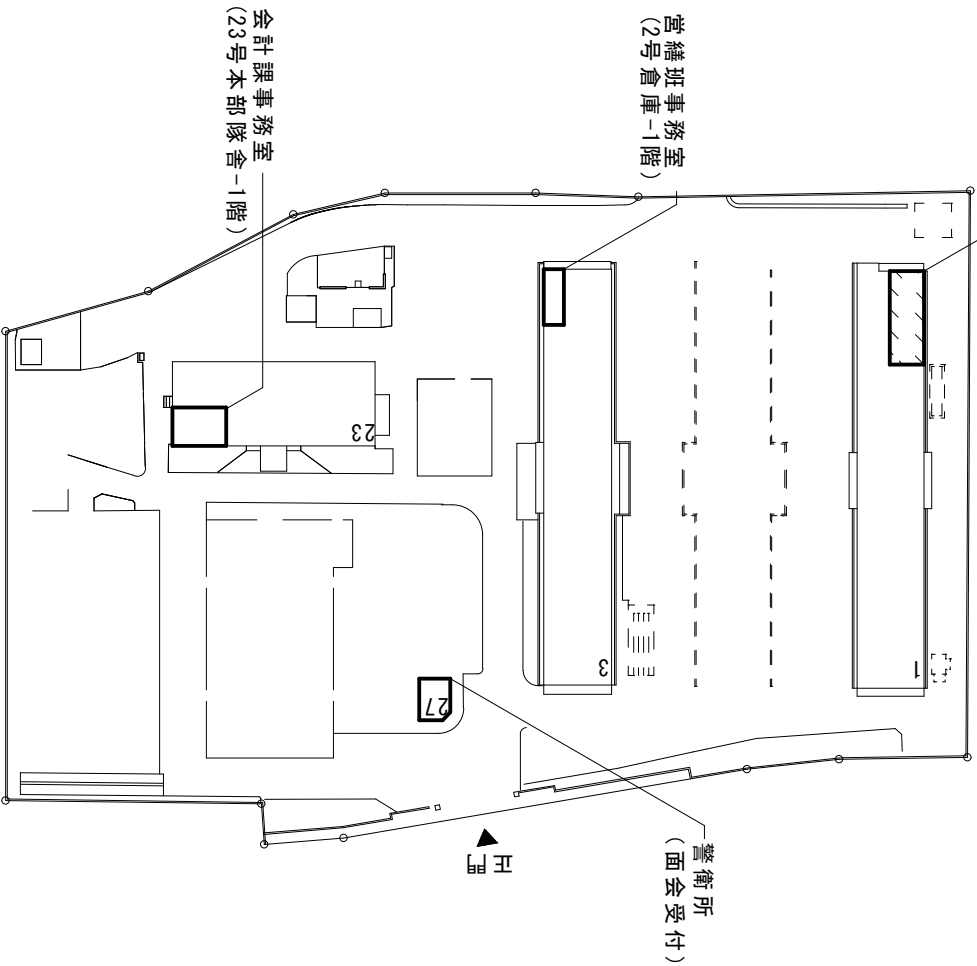 会計課事務室
(23号本部隊舎-1階)
営繕班事務室
(2号倉庫-1階)
23
3
1
27
正門
警衛所
(面会受付)